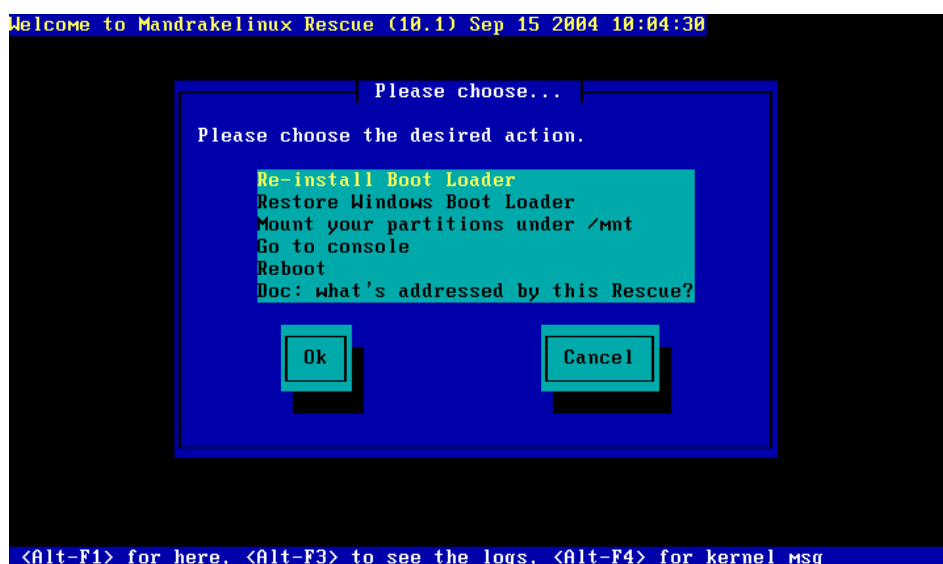 Welcome to Mandrakelinux Rescue (10.1) Sep 15 2004 10:04:30
Please choose...
Please choose the desired action.
Re-install Boot Loader
Restore Windows Boot Loader
Mount your partitions under /mnt
Go to console
Reboot
Doc: what's addressed by this Rescue?
Ok Cancel
<Alt-F1> for here, <Alt-F3> to see the logs, <Alt-F4> for kernel msg